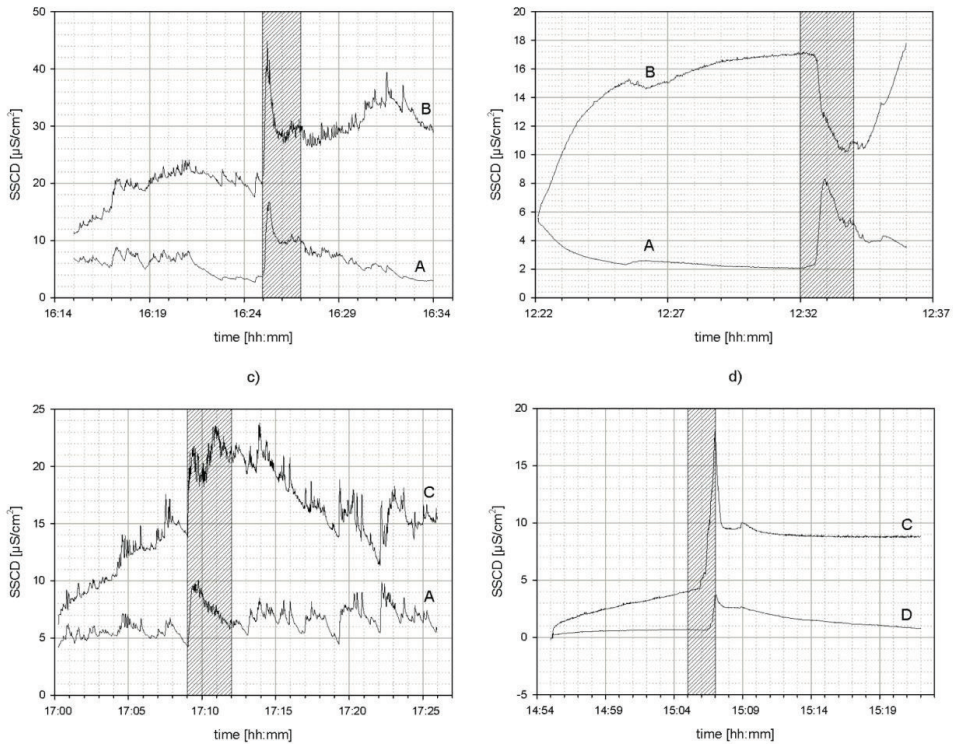 50
40
30
20
10
0
SSCD [µS/cm²]
B
A
16:14 16:19 16:24 16:29 16:34
time [hh:mm]
20
18
16
14
12
10
8
6
4
2
0
SSCD [µS/cm²]
B
A
12:22 12:27 12:32 12:37
time [hh:mm]
c)
d)
25
20
15
10
5
0
SSCD [µS/cm²]
C
A
17:00 17:05 17:10 17:15 17:20 17:25
time [hh:mm]
20
15
10
5
0
-5
SSCD [µS/cm²]
C
D
14:54 14:59 15:04 15:09 15:14 15:19
time [hh:mm]